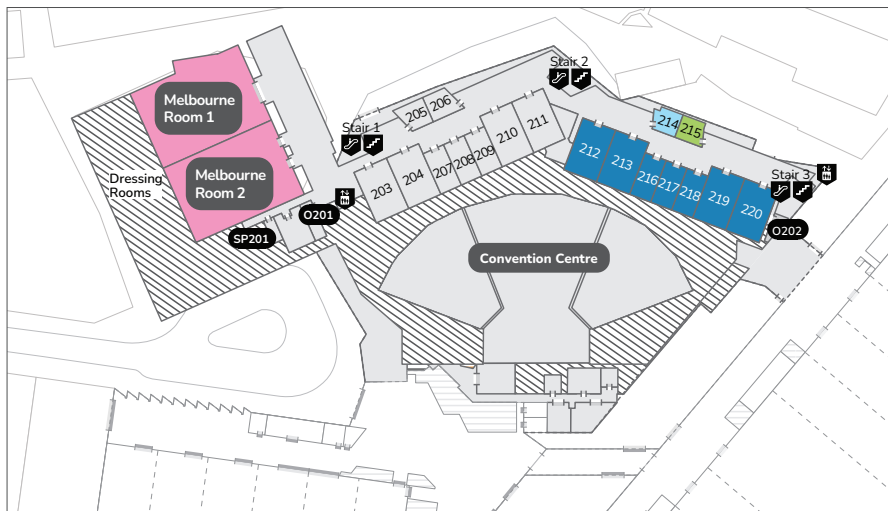 Melbourne
Room 1
Melbourne
Room 2
Dressing
Rooms
SP201
O201
Stair 1
Stair 2
Stair 3
205
206
203
204
207
208
209
210
211
212
213
214
215
216
217
218
219
220
O202
Convention Centre